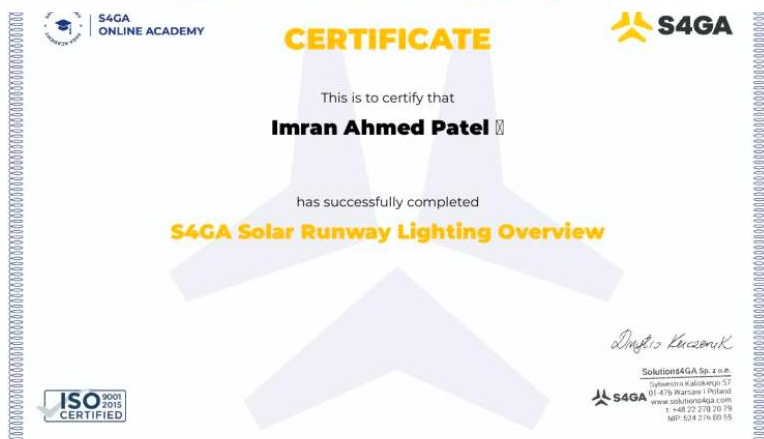 S4GA
ONLINE ACADEMY
CERTIFICATE
S4GA
This is to certify that
Imran Ahmed Patel
has successfully completed
S4GA Solar Runway Lighting Overview
Solutions4GA Sp. z o.o.
Sylwestra Kaliskiego 57
01-476 Warsaw | Poland
www.solutions4ga.com
t: +48 22 270 20 79
NIP: 524 276 80 55
S4GA
ISO 9001
2015
CERTIFIED